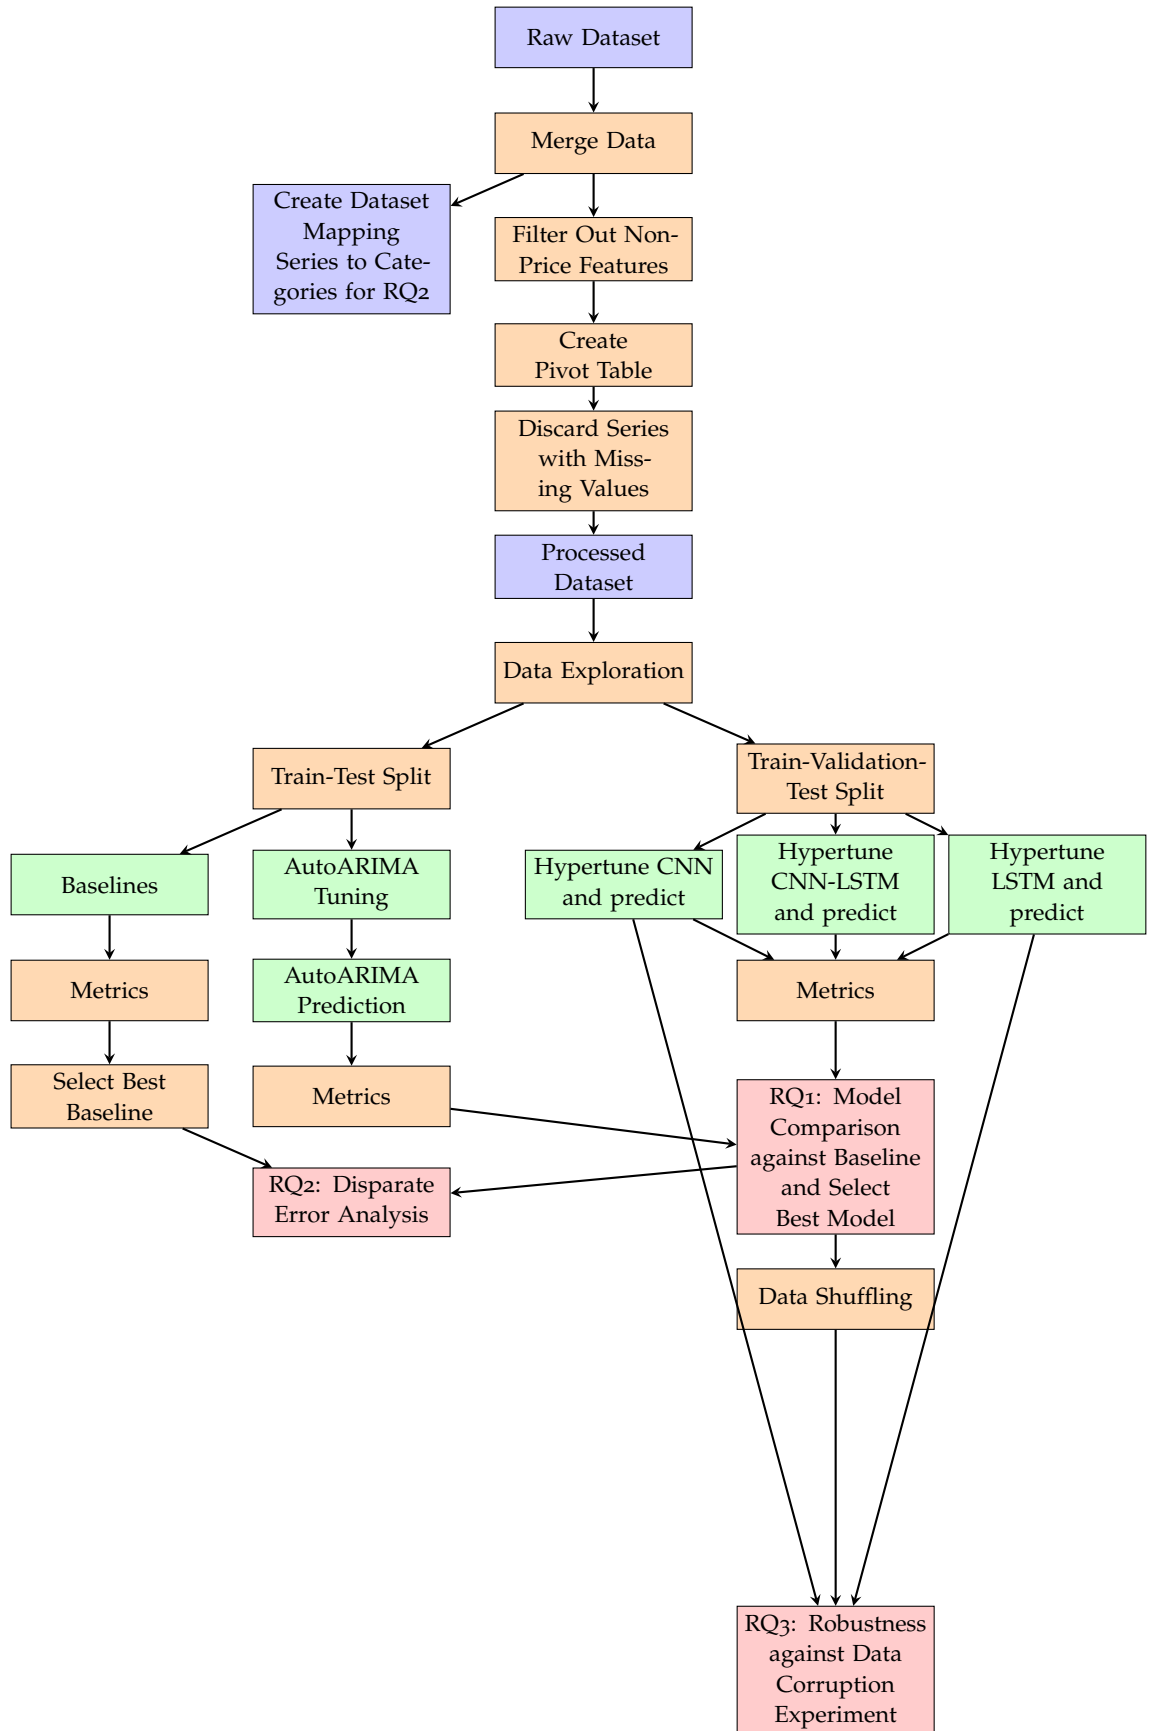 Raw Dataset
Merge Data
Create Dataset
Mapping
Series to Cate-
gories for RQ2
Filter Out Non-
Price Features
Create
Pivot Table
Discard Series
with Miss-
ing Values
Processed
Dataset
Data Exploration
Train-Test Split
Train-Validation-
Test Split
Baselines
AutoARIMA
Tuning
Hypertune CNN
and predict
Hypertune
CNN-LSTM
and predict
Hypertune
LSTM and
predict
Metrics
AutoARIMA
Prediction
Metrics
Select Best
Baseline
Metrics
RQ1: Model
Comparison
against Baseline
and Select
Best Model
RQ2: Disparate
Error Analysis
Data Shuffling
RQ3: Robustness
against Data
Corruption
Experiment